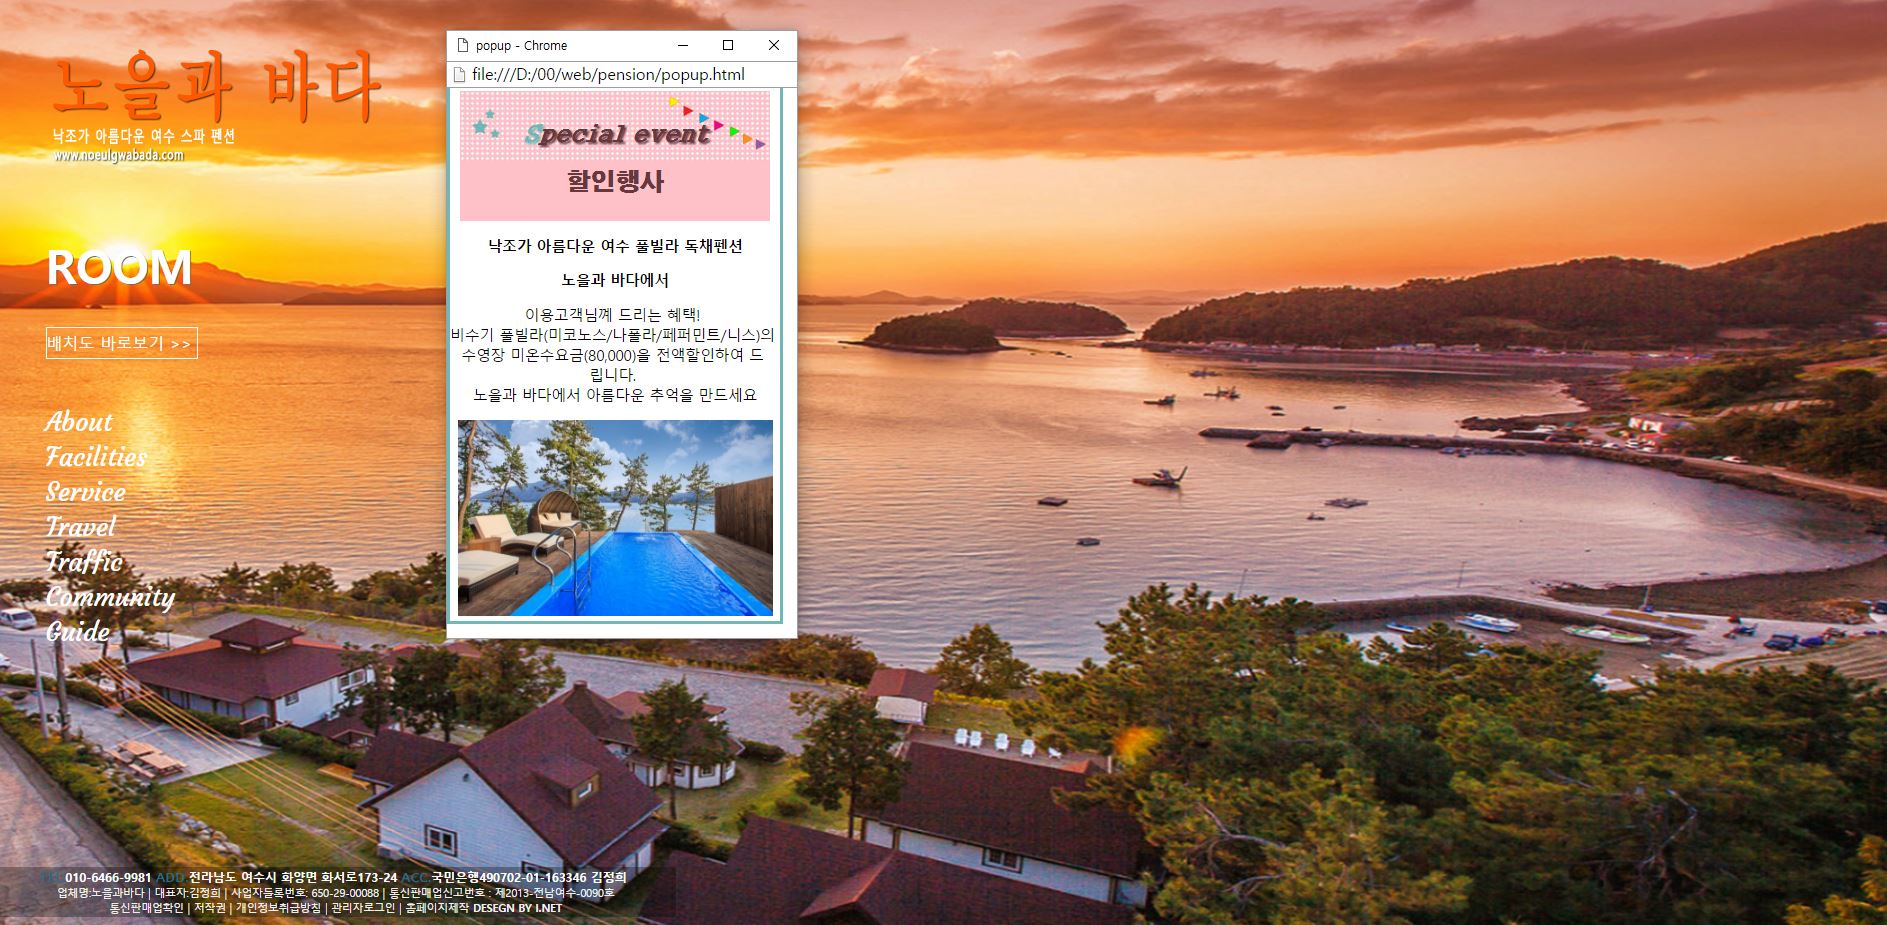 노을과 바다
낙조가 아름다운 여수 스파 펜션
www.noeulgwabada.com
ROOM
배치도 바로보기 >>
About
Facilities
Service
Travel
Traffic
Community
Guide
popup - Chrome
file:///D:/00/web/pension/popup.html
Special event
할인행사
낙조가 아름다운 여수 풀빌라 독채펜션
노을과 바다에서
이용고객님꼐 드리는 혜택!
비수기 풀빌라(미코노스/나폴라/페퍼민트/니스)의
수영장 미온수요금(80,000)을 전액할인하여 드
립니다.
노을과 바다에서 아름다운 추억을 만드세요
010-6466-9981 ADD.전라남도 여수시 화양면 화서로173-24 ACC.국민은행490702-01-163346 김정희
업체명:노을과바다 | 대표자:김정희 | 사업자등록번호: 650-29-00088 | 통신판매업신고번호 : 제2013-전남여수-0090호
통신판매업확인 | 저작권 | 개인정보취급방침 | 관리자로그인 | 홈페이지제작 DESEGN BY I.NET